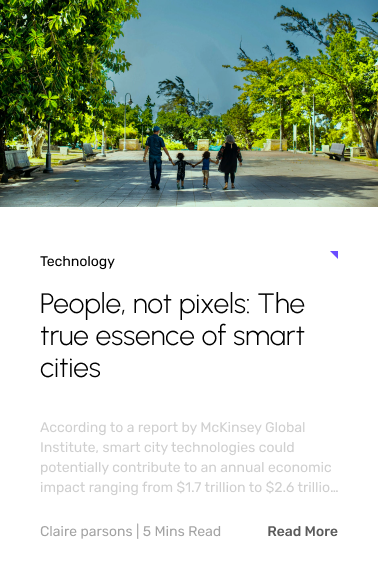 Technology
People, not pixels: The
true essence of smart
cities
According to a report by McKinsey Global
Institute, smart city technologies could
potentially contribute to an annual economic
impact ranging from $1.7 trillion to $2.6 trillio…
Claire parsons | 5 Mins Read Read More